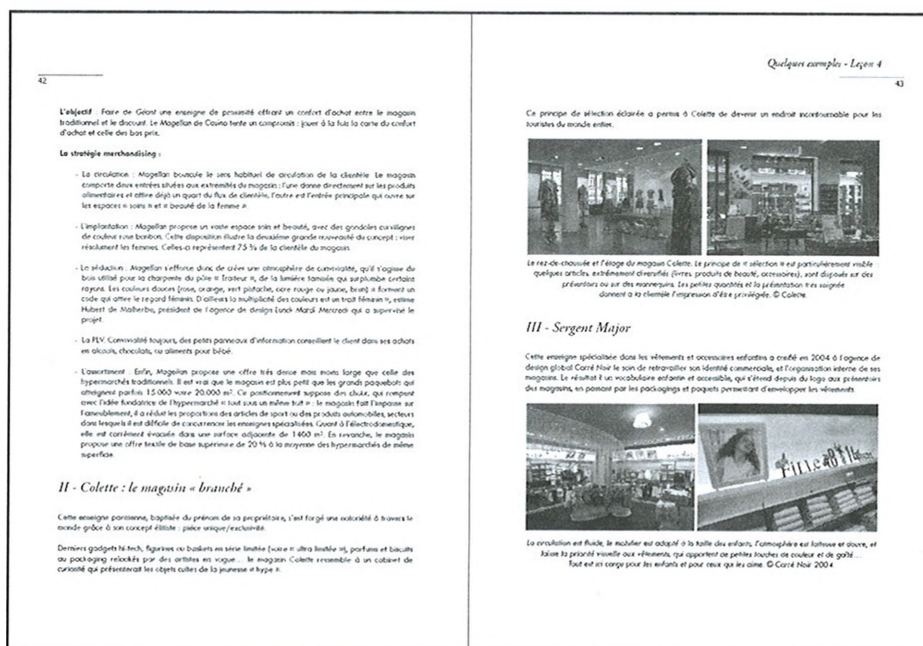 42
L'objectif : Faire de Géant une enseigne de proximité offrant un confort d'achat entre le magasin
traditionnel et le discount. Le Magellan de Casino tente un compromis : jouer à la fois la carte du confort
d'achat et celle des bas prix.
La stratégie merchandising :
- La circulation : Magellan bouscule le sens habituel de circulation de la clientèle. Le magasin
comporte deux entrées situées aux extrémités du magasin : l'une donne directement sur les produits
alimentaires et attire déjà un quart du flux de clientèle, l'autre est l'entrée principale qui ouvre sur
les espaces « soins » et « beauté de la femme ».
- L'implantation : Magellan propose un vaste espace soin et beauté, avec des gondoles curvilignes
de couleur rose bonbon. Cette disposition illustre la deuxième grande nouveauté du concept : viser
résolument les femmes. Celles-ci représentent 75 % de la clientèle du magasin.
- La séduction : Magellan s'efforce donc de créer une atmosphère de convivialité, qu'il s'agisse du
bois utilisé pour la charpente du pôle « fraîcheur », de la lumière tamisée qui surplombe certains
rayons. Les couleurs douces (rose, orange, vert pistache, ocre rouge ou jaune, brun) « forment un
code qui attire le regard féminin. D'ailleurs la multiplicité des couleurs est un trait féminin », estime
Hubert de Malherbe, président de l'agence de design Lundi Mardi Mercredi qui a supervisé le
projet.
- La PLV. Convivialité toujours, des petits panneaux d'information conseillent le client dans ses achats
en alcools, chocolats, ou aliments pour bébé.
- L'assortiment : Enfin, Magellan propose une offre très dense mais moins large que celle des
hypermarchés traditionnels. Il est vrai que le magasin est plus petit que les grands paquebots qui
atteignent parfois 15 000 voire 20 000 m². Ce positionnement suppose des choix, qui rompent
avec l'idée fondatrice de l'hypermarché « tout sous un même toit » : le magasin fait l'impasse sur
l'ameublement, il a réduit les proportions des articles de sport ou des produits automobiles, secteurs
dans lesquels il est difficile de concurrencer les enseignes spécialisées. Quant à l'électrodomestique,
elle est carrément évacuée dans une surface adjacente de 1400 m². En revanche, le magasin
propose une offre textile de base supérieure de 20 % à la moyenne des hypermarchés de même
superficie.
II - Colette : le magasin « branché »
Cette enseigne parisienne, baptisée du prénom de sa propriétaire, s'est forgé une notoriété à travers le
monde grâce à son concept élitiste : pièce unique/exclusivité.
Derniers gadgets hi-tech, figurines ou baskets en série limitée (voire « ultra limitée »), parfums et biscuits
au packaging relookés par des artistes en vogue... le magasin Colette ressemble à un cabinet de
curiosité qui présenterait les objets cultes de la jeunesse « hype ».
Quelques exemples - Leçon 4
43
Ce principe de sélection éclairée a permis à Colette de devenir un endroit incontournable pour les
touristes du monde entier.
Le rez-de-chaussée et l'étage du magasin Colette. Le principe de « sélection » est particulièrement visible :
quelques articles, extrêmement diversifiés (livres, produits de beauté, accessoires), sont disposés sur des
présentoirs ou sur des mannequins. Les petites quantités et la présentation très soignée
donnent à la clientèle l'impression d'être privilégiée. © Colette.
III - Sergent Major
Cette enseigne spécialisée dans les vêtements et accessoires enfantins a confié en 2004 à l'agence de
design global Carré Noir le soin de retravailler son identité commerciale, et l'organisation interne de ses
magasins. Le résultat : un vocabulaire enfantin et accessible, qui s'étend depuis du logo aux présentoirs
des magasins, en passant par les packagings et paquets permettant d'envelopper les vêtements.
FiLLe
La circulation est fluide, le mobilier est adapté à la taille des enfants, l'atmosphère est laiteuse et douce, et
laisse la priorité visuelle aux vêtements, qui apportent de petites touches de couleur et de gaîté...
Tout est ici conçu pour les enfants et pour ceux qui les aime. © Carré Noir 2004.